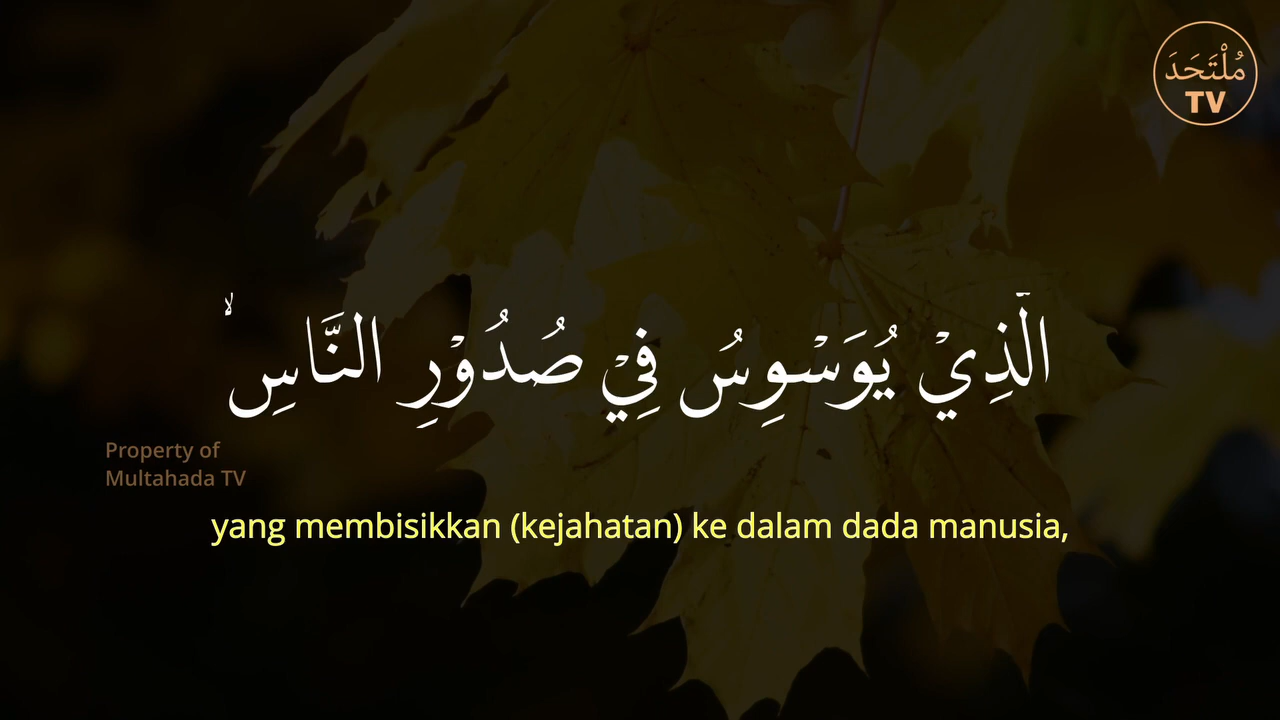 مُلْتَحَدَ
TV
الَّذِيْ يُوَسْوِسُ فِيْ صُدُوْرِ النَّاسِۙ
Property of
Multahada TV
yang membisikkan (kejahatan) ke dalam dada manusia,